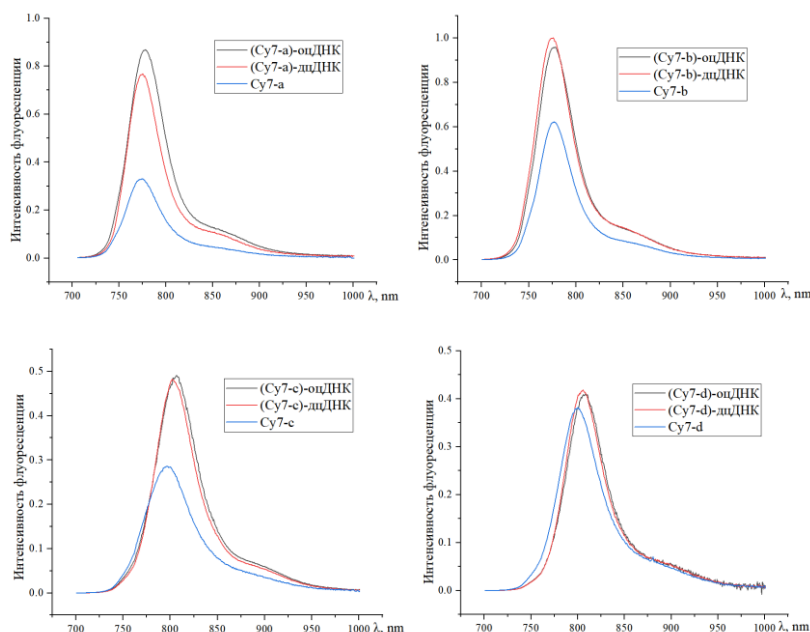 1.0
0.8
0.6
0.4
0.2
0.0
Интенсивность флуоресценции
(Cy7-a)-оцДНК
(Cy7-a)-дцДНК
Cy7-a
700 750 800 850 900 950 1000 λ, nm
1.0
0.8
0.6
0.4
0.2
0.0
Интенсивность флуоресценции
(Cy7-b)-оцДНК
(Cy7-b)-дцДНК
Cy7-b
700 750 800 850 900 950 1000 λ, nm
0.5
0.4
0.3
0.2
0.1
0.0
Интенсивность флуоресценции
(Cy7-c)-оцДНК
(Cy7-c)-дцДНК
Cy7-c
700 750 800 850 900 950 1000 λ, nm
0.5
0.4
0.3
0.2
0.1
0.0
Интенсивность флуоресценции
(Cy7-d)-оцДНК
(Cy7-d)-дцДНК
Cy7-d
700 750 800 850 900 950 1000 λ, nm